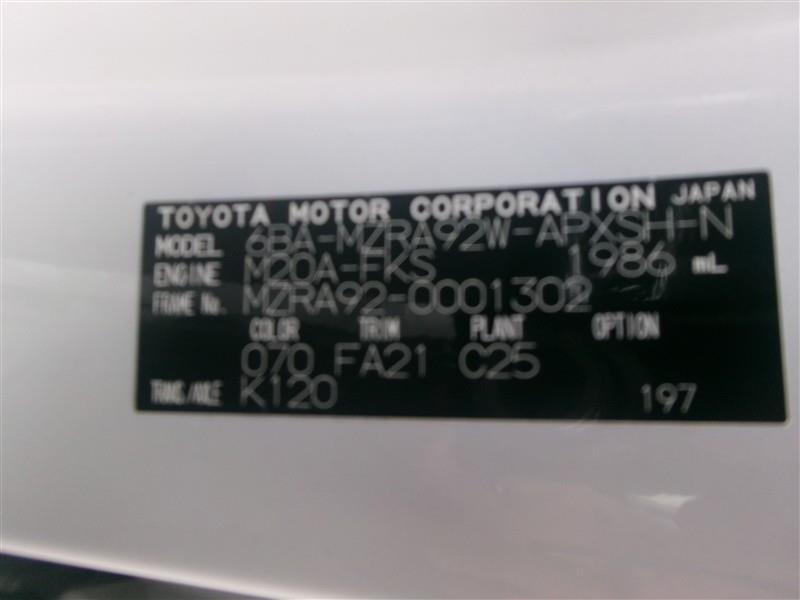 TOYOTA MOTOR CORPORATION JAPAN
MODEL 6BA-MZRA92W-APXSH-N
ENGINE M20A-FKS 1986 mL
FRAME No. MZRA92-0001302
COLOR TRIM PLANT OPTION
070 FA21 C25
TRANS/AXLE K120 197